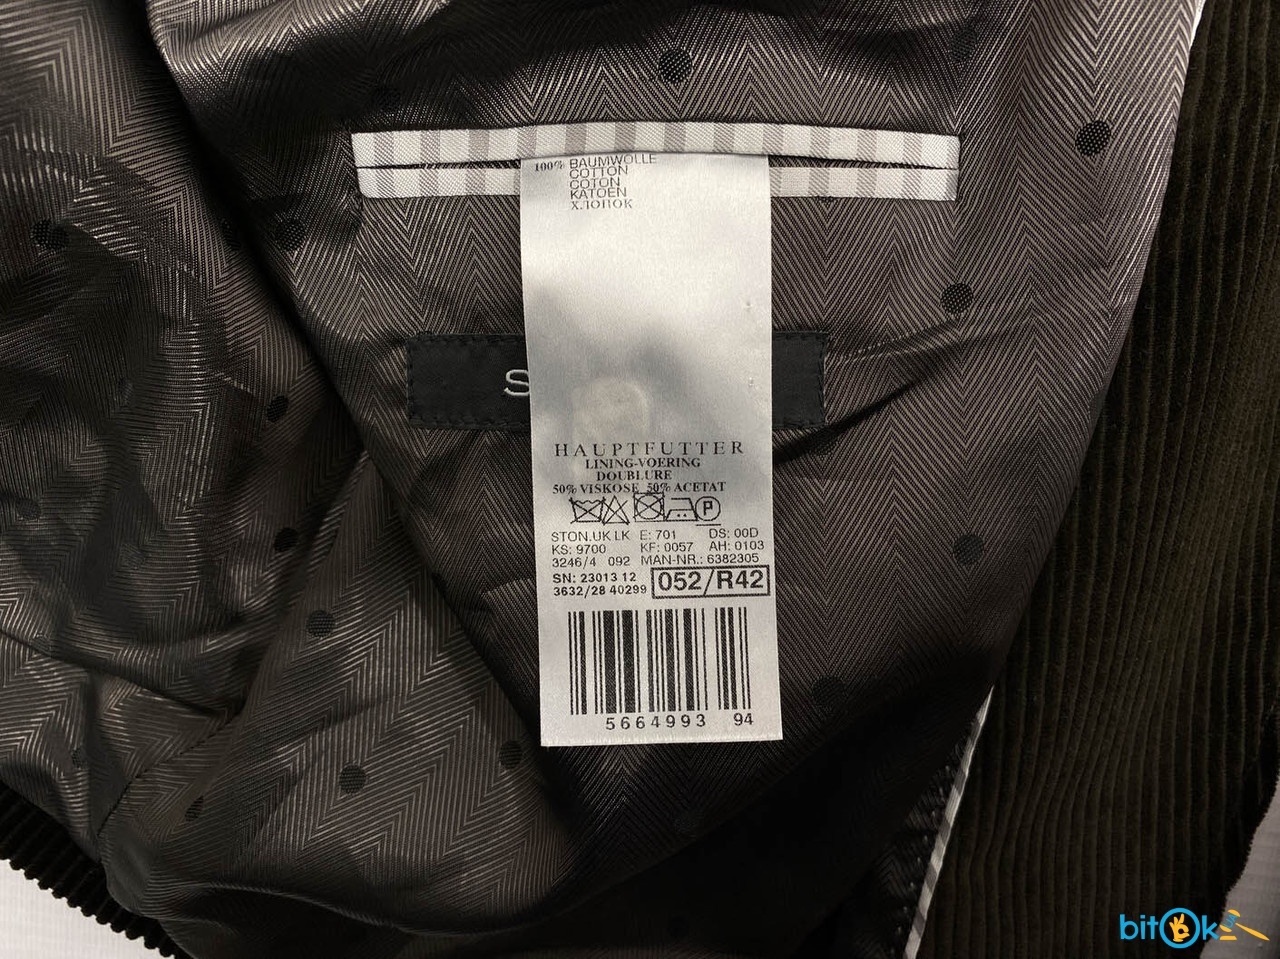 100% BAUMWOLLE
COTTON
COTON
KATOEN
ХЛОПОК
S
HAUPTFUTTER
LINING-VOERING
DOUBLURE
50% VISKOSE 50% ACETAT
P
STON.UK LK E: 701 DS: 00D
KS: 9700 KF: 0057 AH: 0103
3246/4 092 MAN-NR.: 6382305
SN: 23013 12
3632/28 40299
052/R42
5664993 94
bitOk